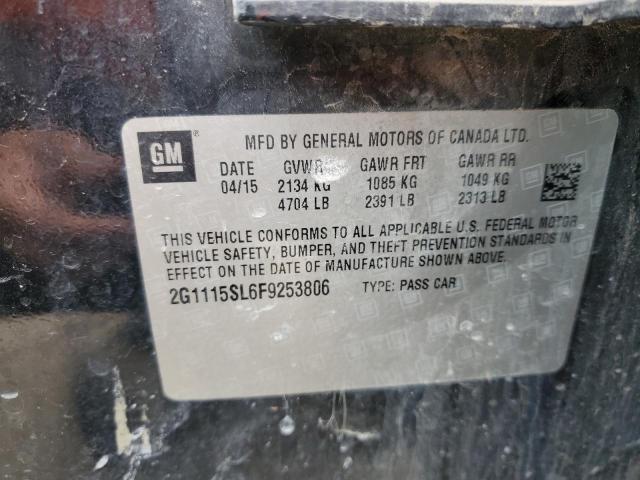 GM®
MFD BY GENERAL MOTORS OF CANADA LTD.
DATE GVWR GAWR FRT GAWR RR
04/15 2134 KG 1085 KG 1049 KG
4704 LB 2391 LB 2313 LB
THIS VEHICLE CONFORMS TO ALL APPLICABLE U.S. FEDERAL MOTOR
VEHICLE SAFETY, BUMPER, AND THEFT PREVENTION STANDARDS IN
EFFECT ON THE DATE OF MANUFACTURE SHOWN ABOVE.
2G1115SL6F9253806 TYPE: PASS CAR